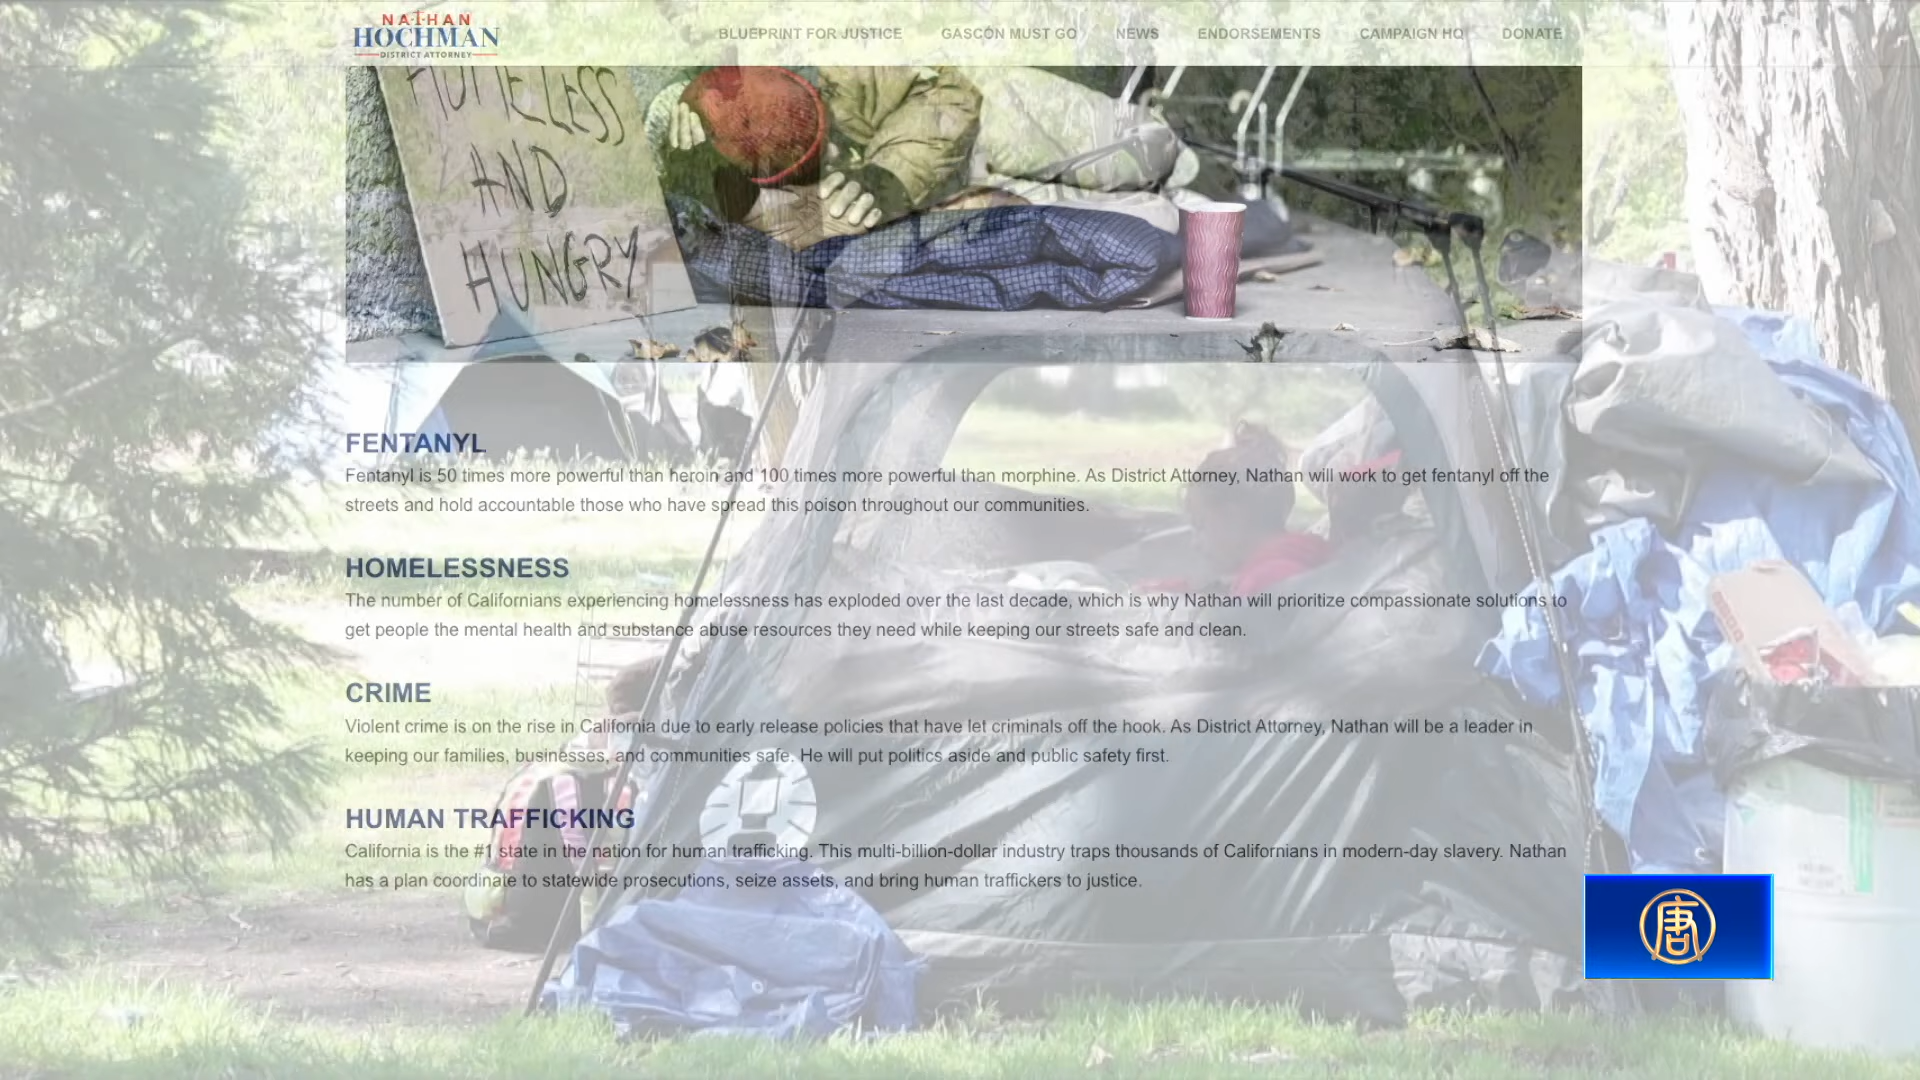 NATHAN
HOCHMAN
DISTRICT ATTORNEY
BLUEPRINT FOR JUSTICE
GASCÓN MUST GO
NEWS
ENDORSEMENTS
CAMPAIGN HQ
DONATE
HOMELESS
AND
HUNGRY
FENTANYL
Fentanyl is 50 times more powerful than heroin and 100 times more powerful than morphine. As District Attorney, Nathan will work to get fentanyl off the
streets and hold accountable those who have spread this poison throughout our communities.
HOMELESSNESS
The number of Californians experiencing homelessness has exploded over the last decade, which is why Nathan will prioritize compassionate solutions to
get people the mental health and substance abuse resources they need while keeping our streets safe and clean.
CRIME
Violent crime is on the rise in California due to early release policies that have let criminals off the hook. As District Attorney, Nathan will be a leader in
keeping our families, businesses, and communities safe. He will put politics aside and public safety first.
HUMAN TRAFFICKING
California is the #1 state in the nation for human trafficking. This multi-billion-dollar industry traps thousands of Californians in modern-day slavery. Nathan
has a plan coordinate to statewide prosecutions, seize assets, and bring human traffickers to justice.
唐